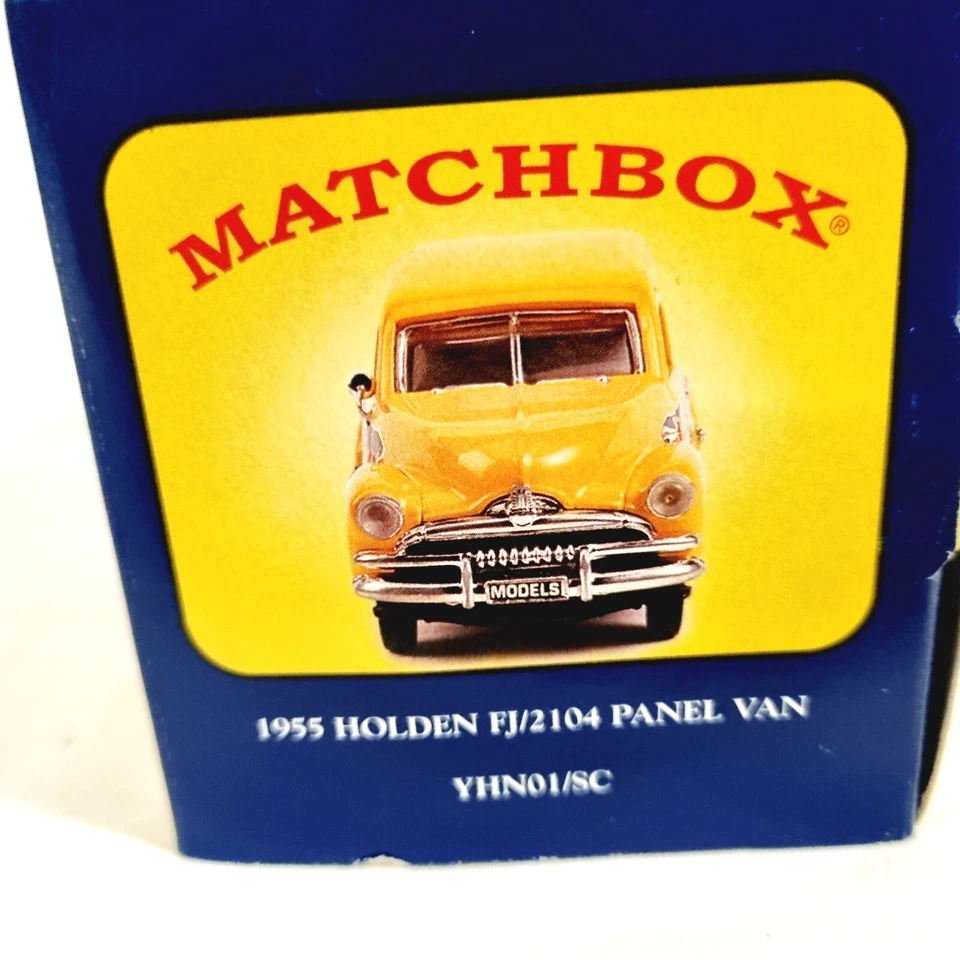 MATCHBOX®
MODELS
1955 HOLDEN FJ/2104 PANEL VAN
YHN01/SC